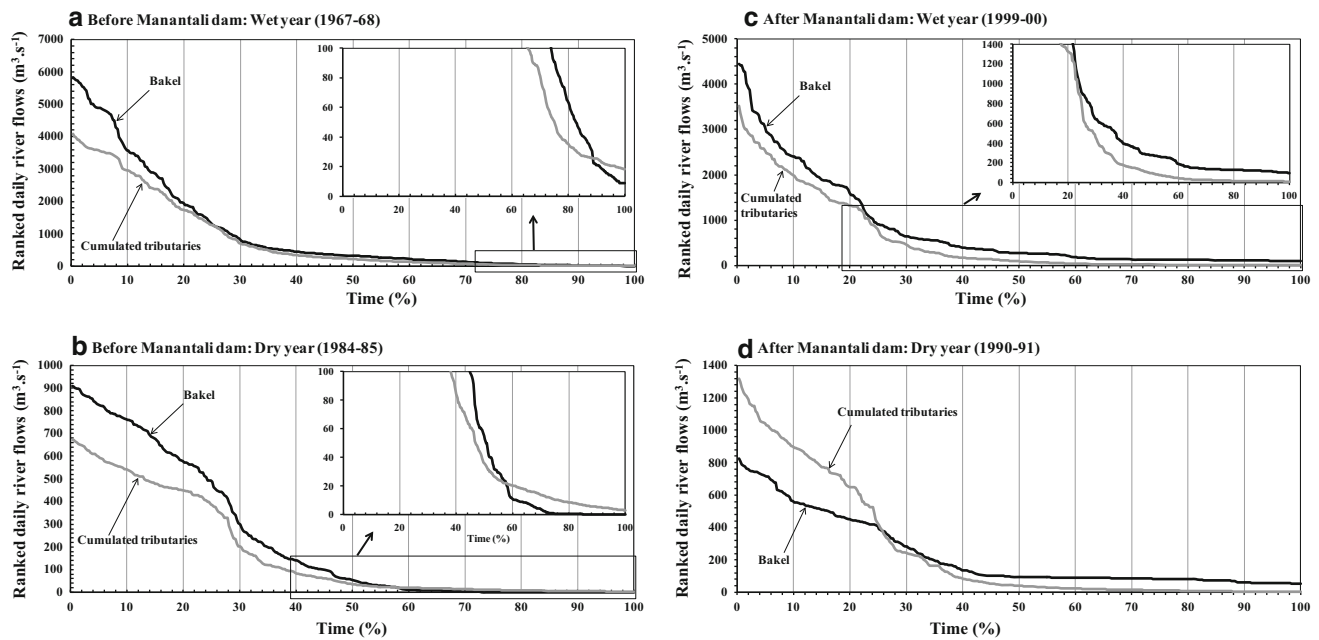 a Before Manantali dam: Wet year (1967-68)
Ranked daily river flows (m³.s⁻¹)
7000
6000
5000
4000
3000
2000
1000
0
Bakel
Cumulated tributaries
100
80
60
40
20
0
0 20 40 60 80 100
0 10 20 30 40 50 60 70 80 90 100
Time (%)
c After Manantali dam: Wet year (1999-00)
Ranked daily river flows (m³.s⁻¹)
5000
4000
3000
2000
1000
0
Bakel
Cumulated
tributaries
1400
1200
1000
800
600
400
200
0
0 20 40 60 80 100
0 10 20 30 40 50 60 70 80 90 100
Time (%)
b Before Manantali dam: Dry year (1984-85)
Ranked daily river flows (m³.s⁻¹)
1000
900
800
700
600
500
400
300
200
100
0
Bakel
Cumulated tributaries
100
80
60
40
20
0
0 20 40 60 80 100
Time (%)
0 10 20 30 40 50 60 70 80 90 100
Time (%)
d After Manantali dam: Dry year (1990-91)
Ranked daily river flows (m³.s⁻¹)
1400
1200
1000
800
600
400
200
0
Cumulated tributaries
Bakel
0 10 20 30 40 50 60 70 80 90 100
Time (%)